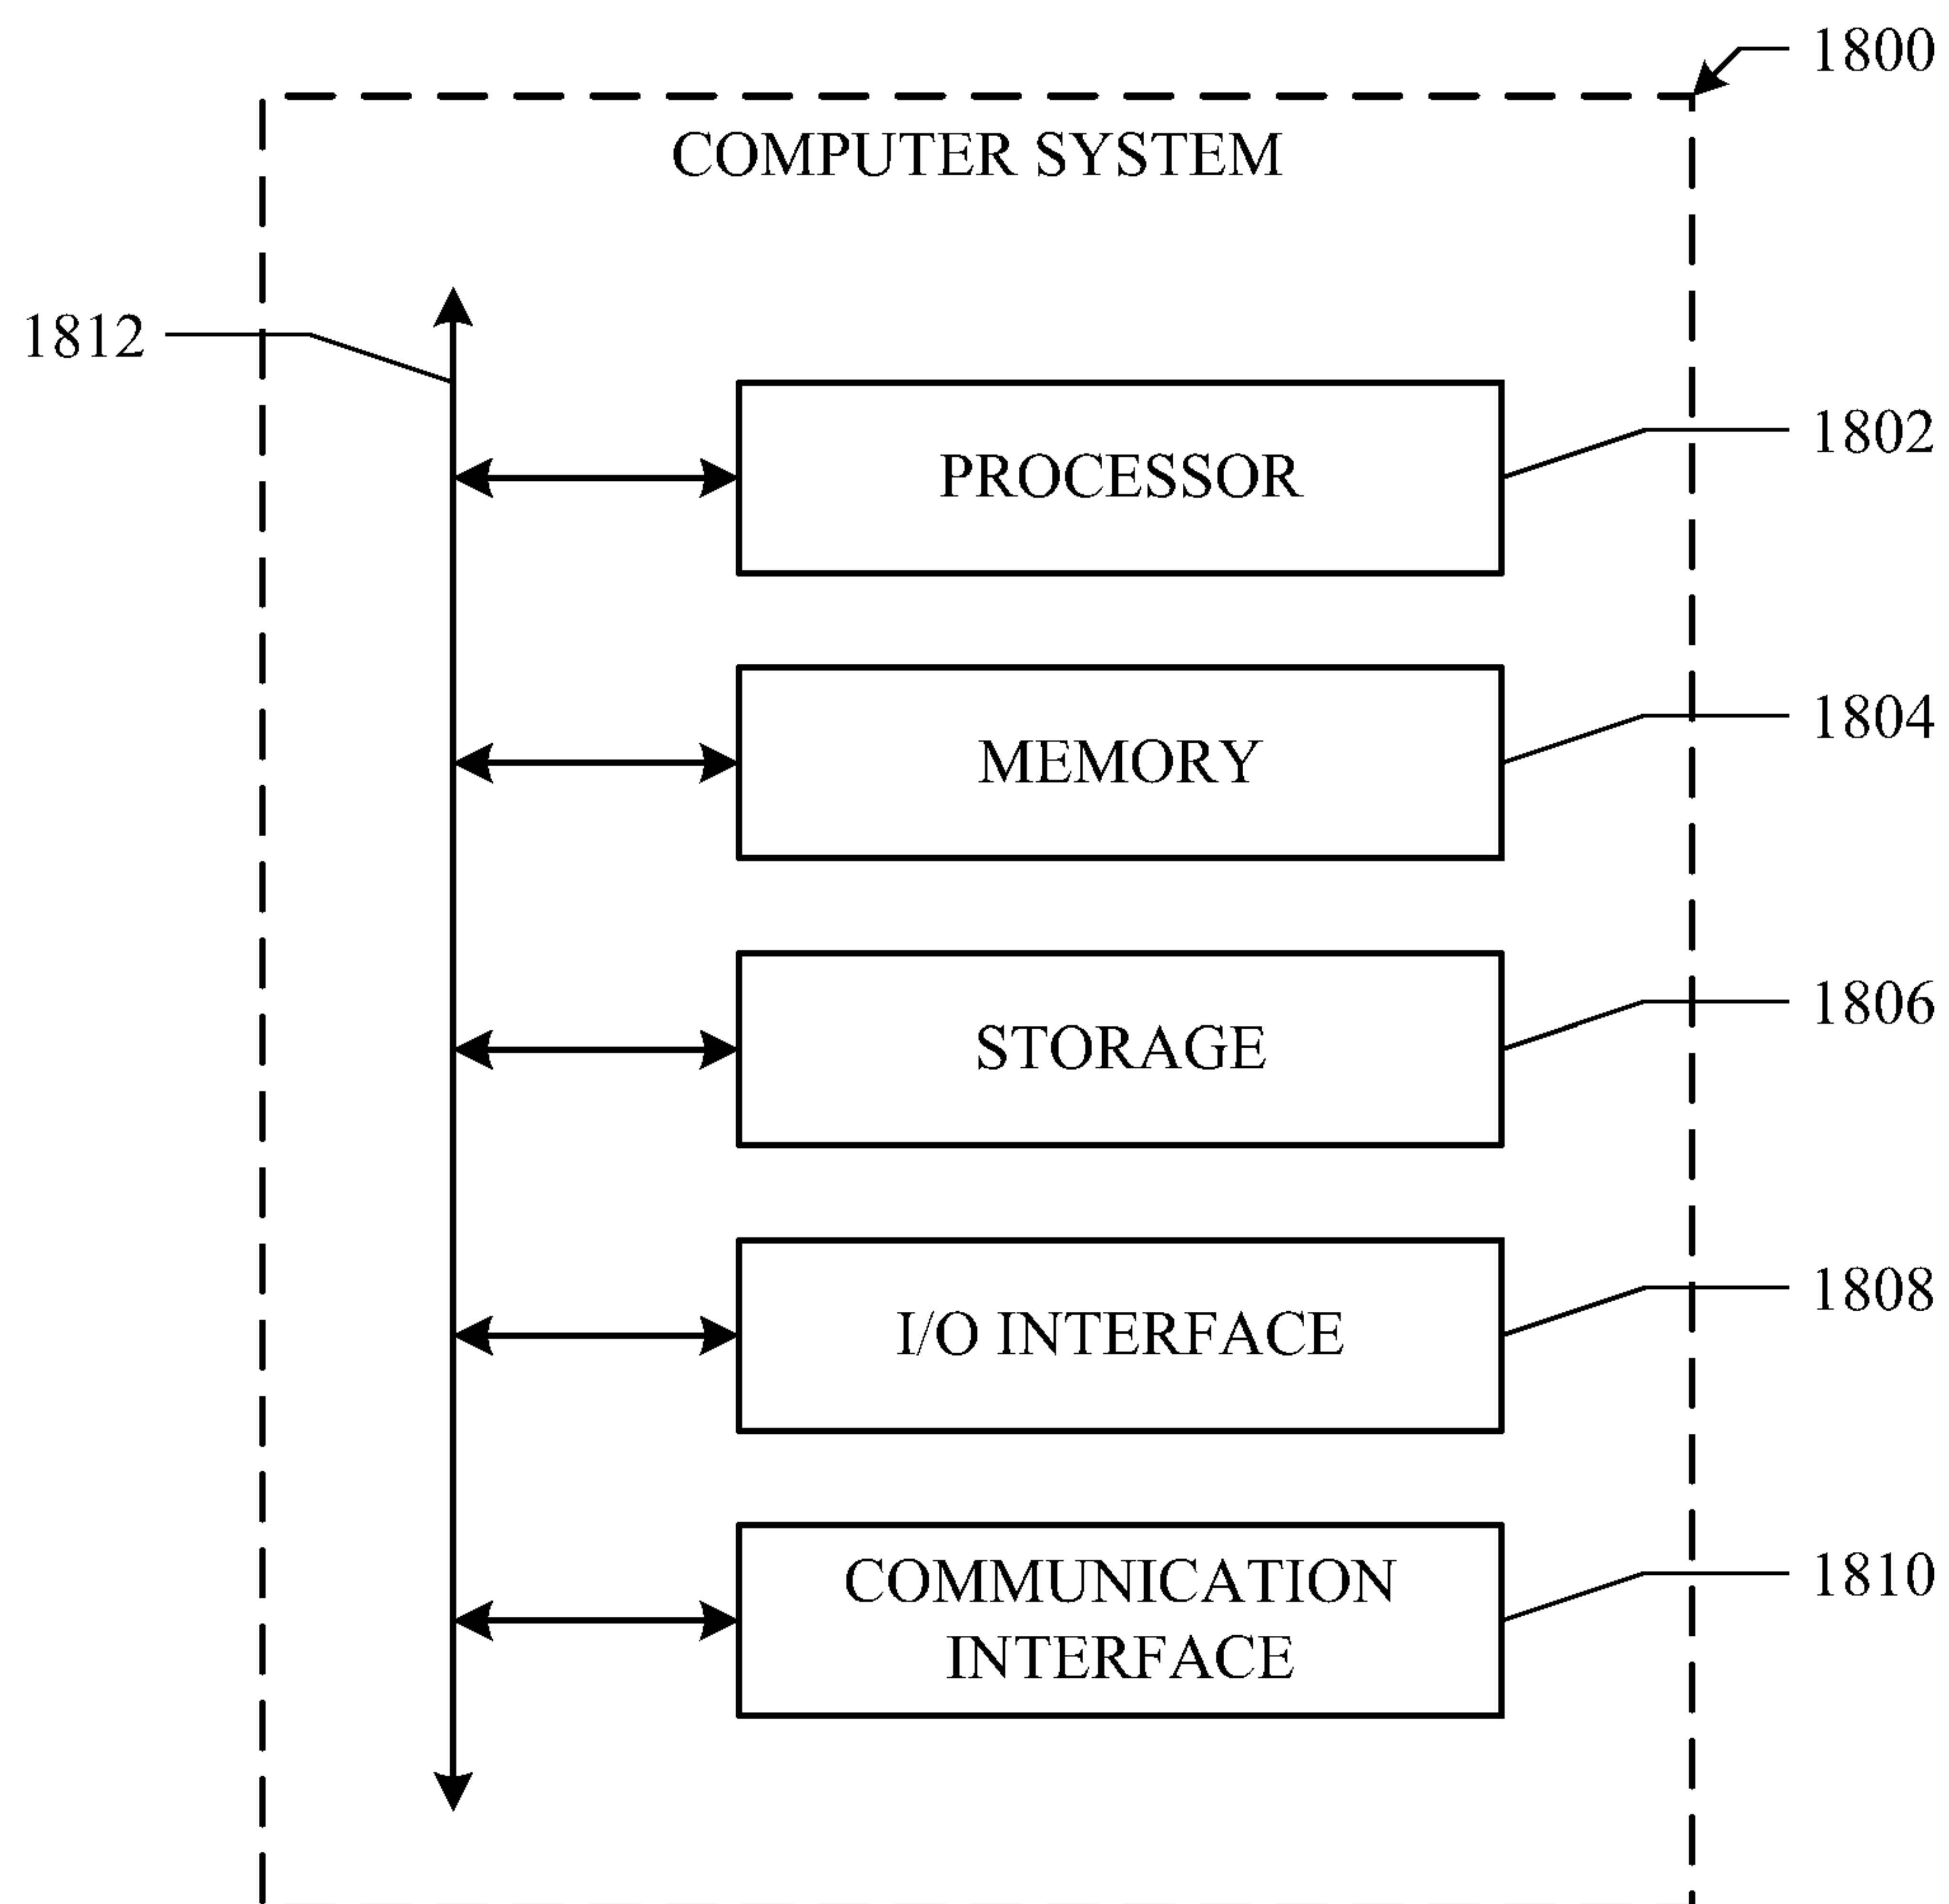 1800
COMPUTER SYSTEM
1812
1802
PROCESSOR
1804
MEMORY
1806
STORAGE
1808
I/O INTERFACE
1810
COMMUNICATION
INTERFACE